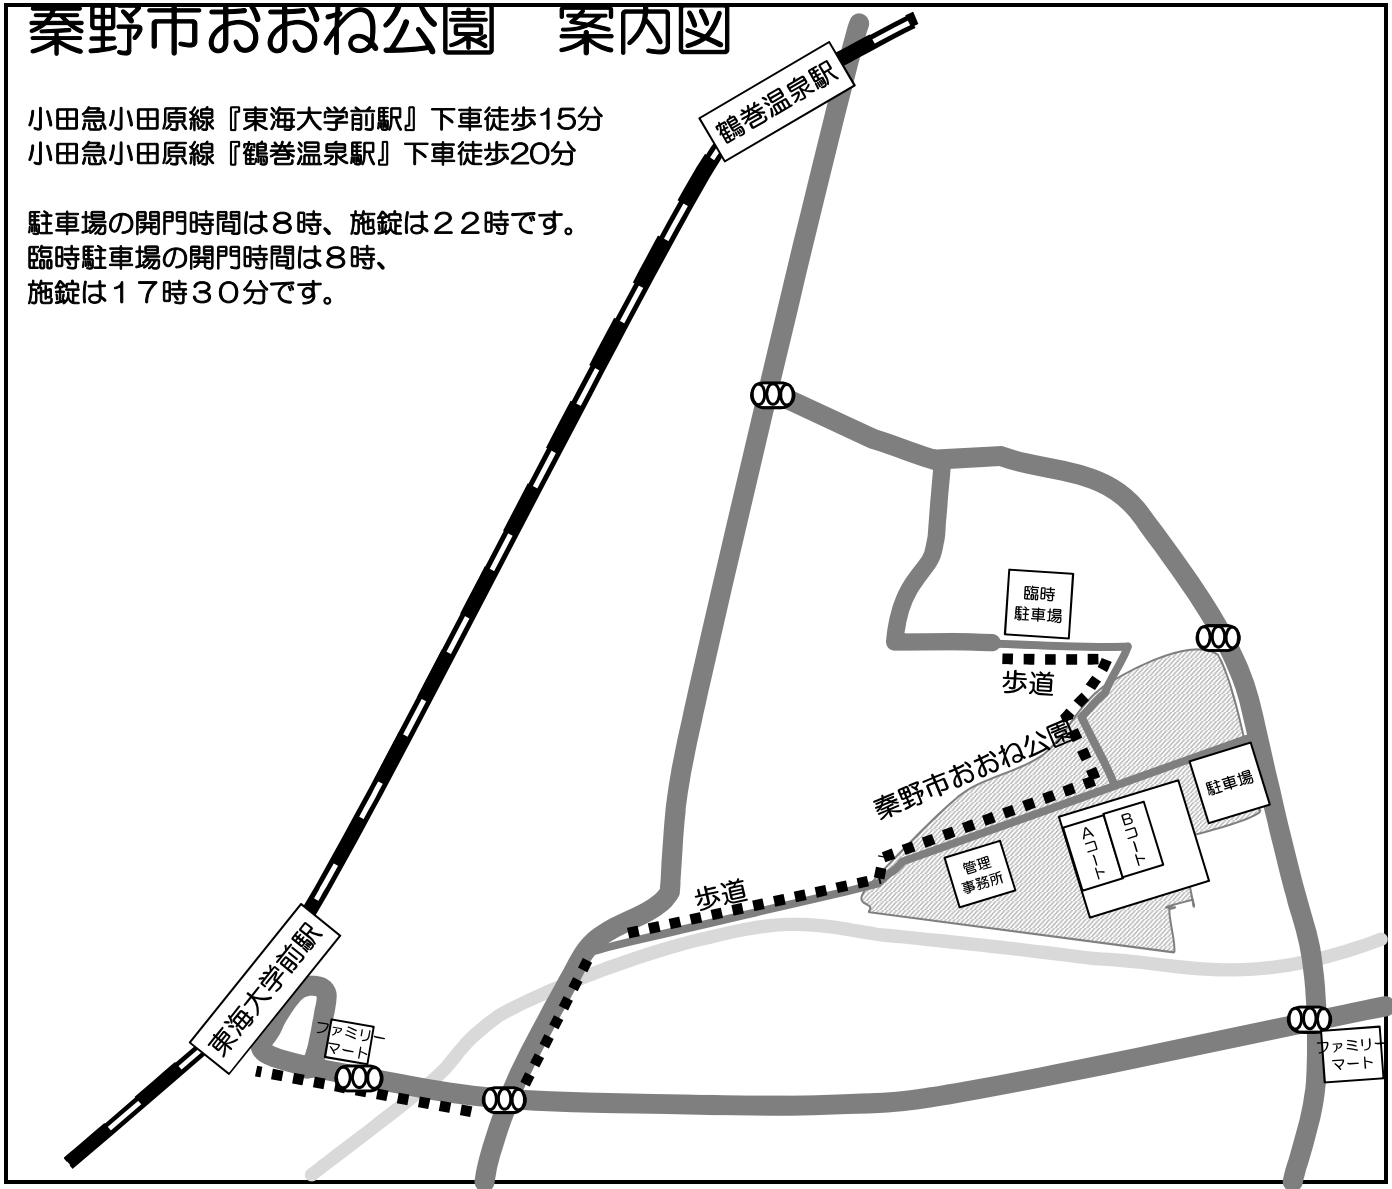 秦野市おおね公園　案内図
小田急小田原線『東海大学前駅』下車徒歩15分
小田急小田原線『鶴巻温泉駅』下車徒歩20分
駐車場の開門時間は８時、施錠は２２時です。
臨時駐車場の開門時間は８時、
施錠は１７時３０分です。
鶴巻温泉駅
臨時
駐車場
歩道
秦野市おおね公園
駐車場
Aコート
Bコート
管理
事務所
歩道
東海大学前駅
ファミリー
マート
ファミリー
マート